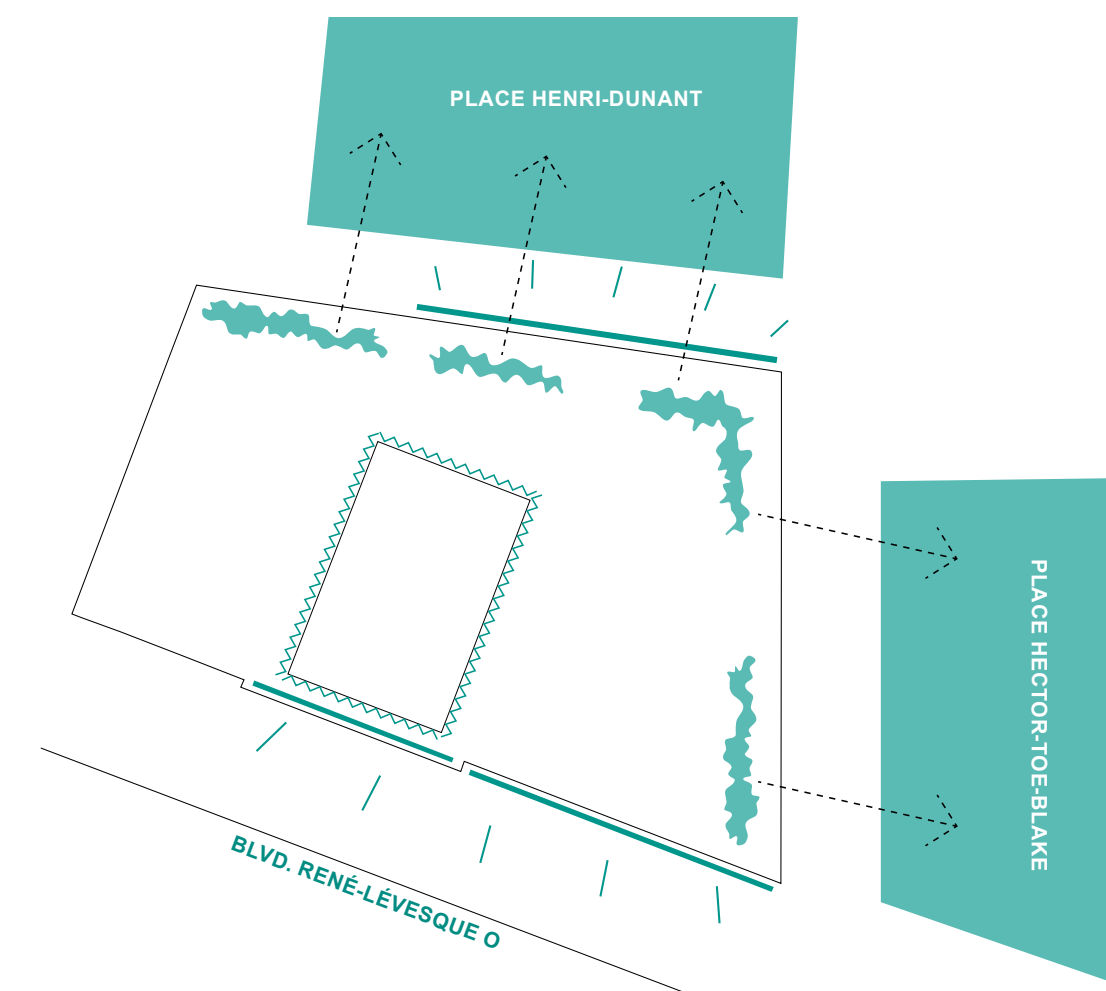 PLACE HENRI-DUNANT
PLACE HECTOR-TOE-BLAKE
BLVD. RENÉ-LÉVESQUE O